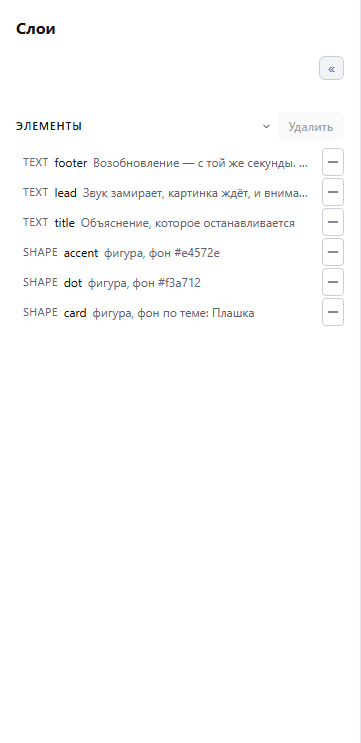 Слои
«
ЭЛЕМЕНТЫ Удалить
TEXT footer Возобновление — с той же секунды. ...
TEXT lead Звук замирает, картинка ждёт, и внима...
TEXT title Объяснение, которое останавливается
SHAPE accent фигура, фон #e4572e
SHAPE dot фигура, фон #f3a712
SHAPE card фигура, фон по теме: Плашка